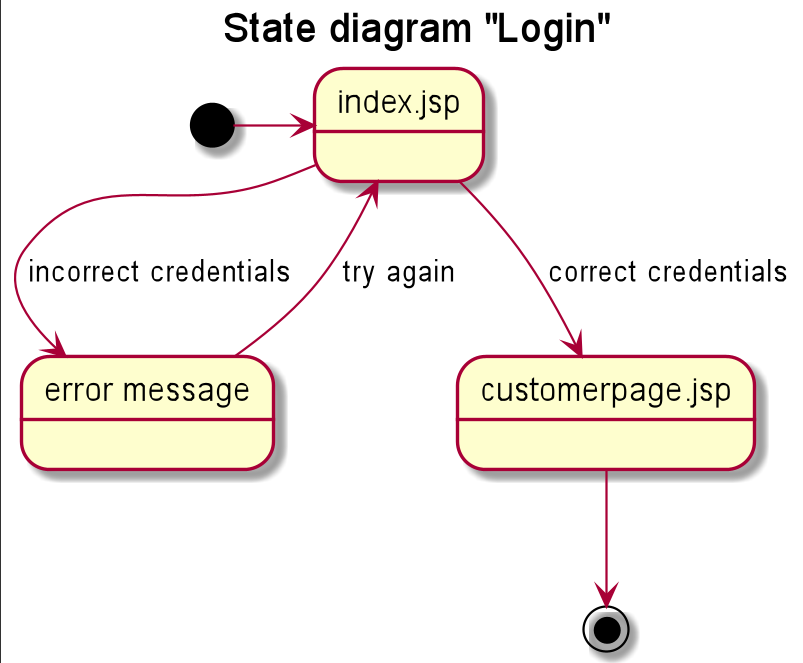 State diagram "Login"
index.jsp
incorrect credentials
try again
correct credentials
error message
customerpage.jsp